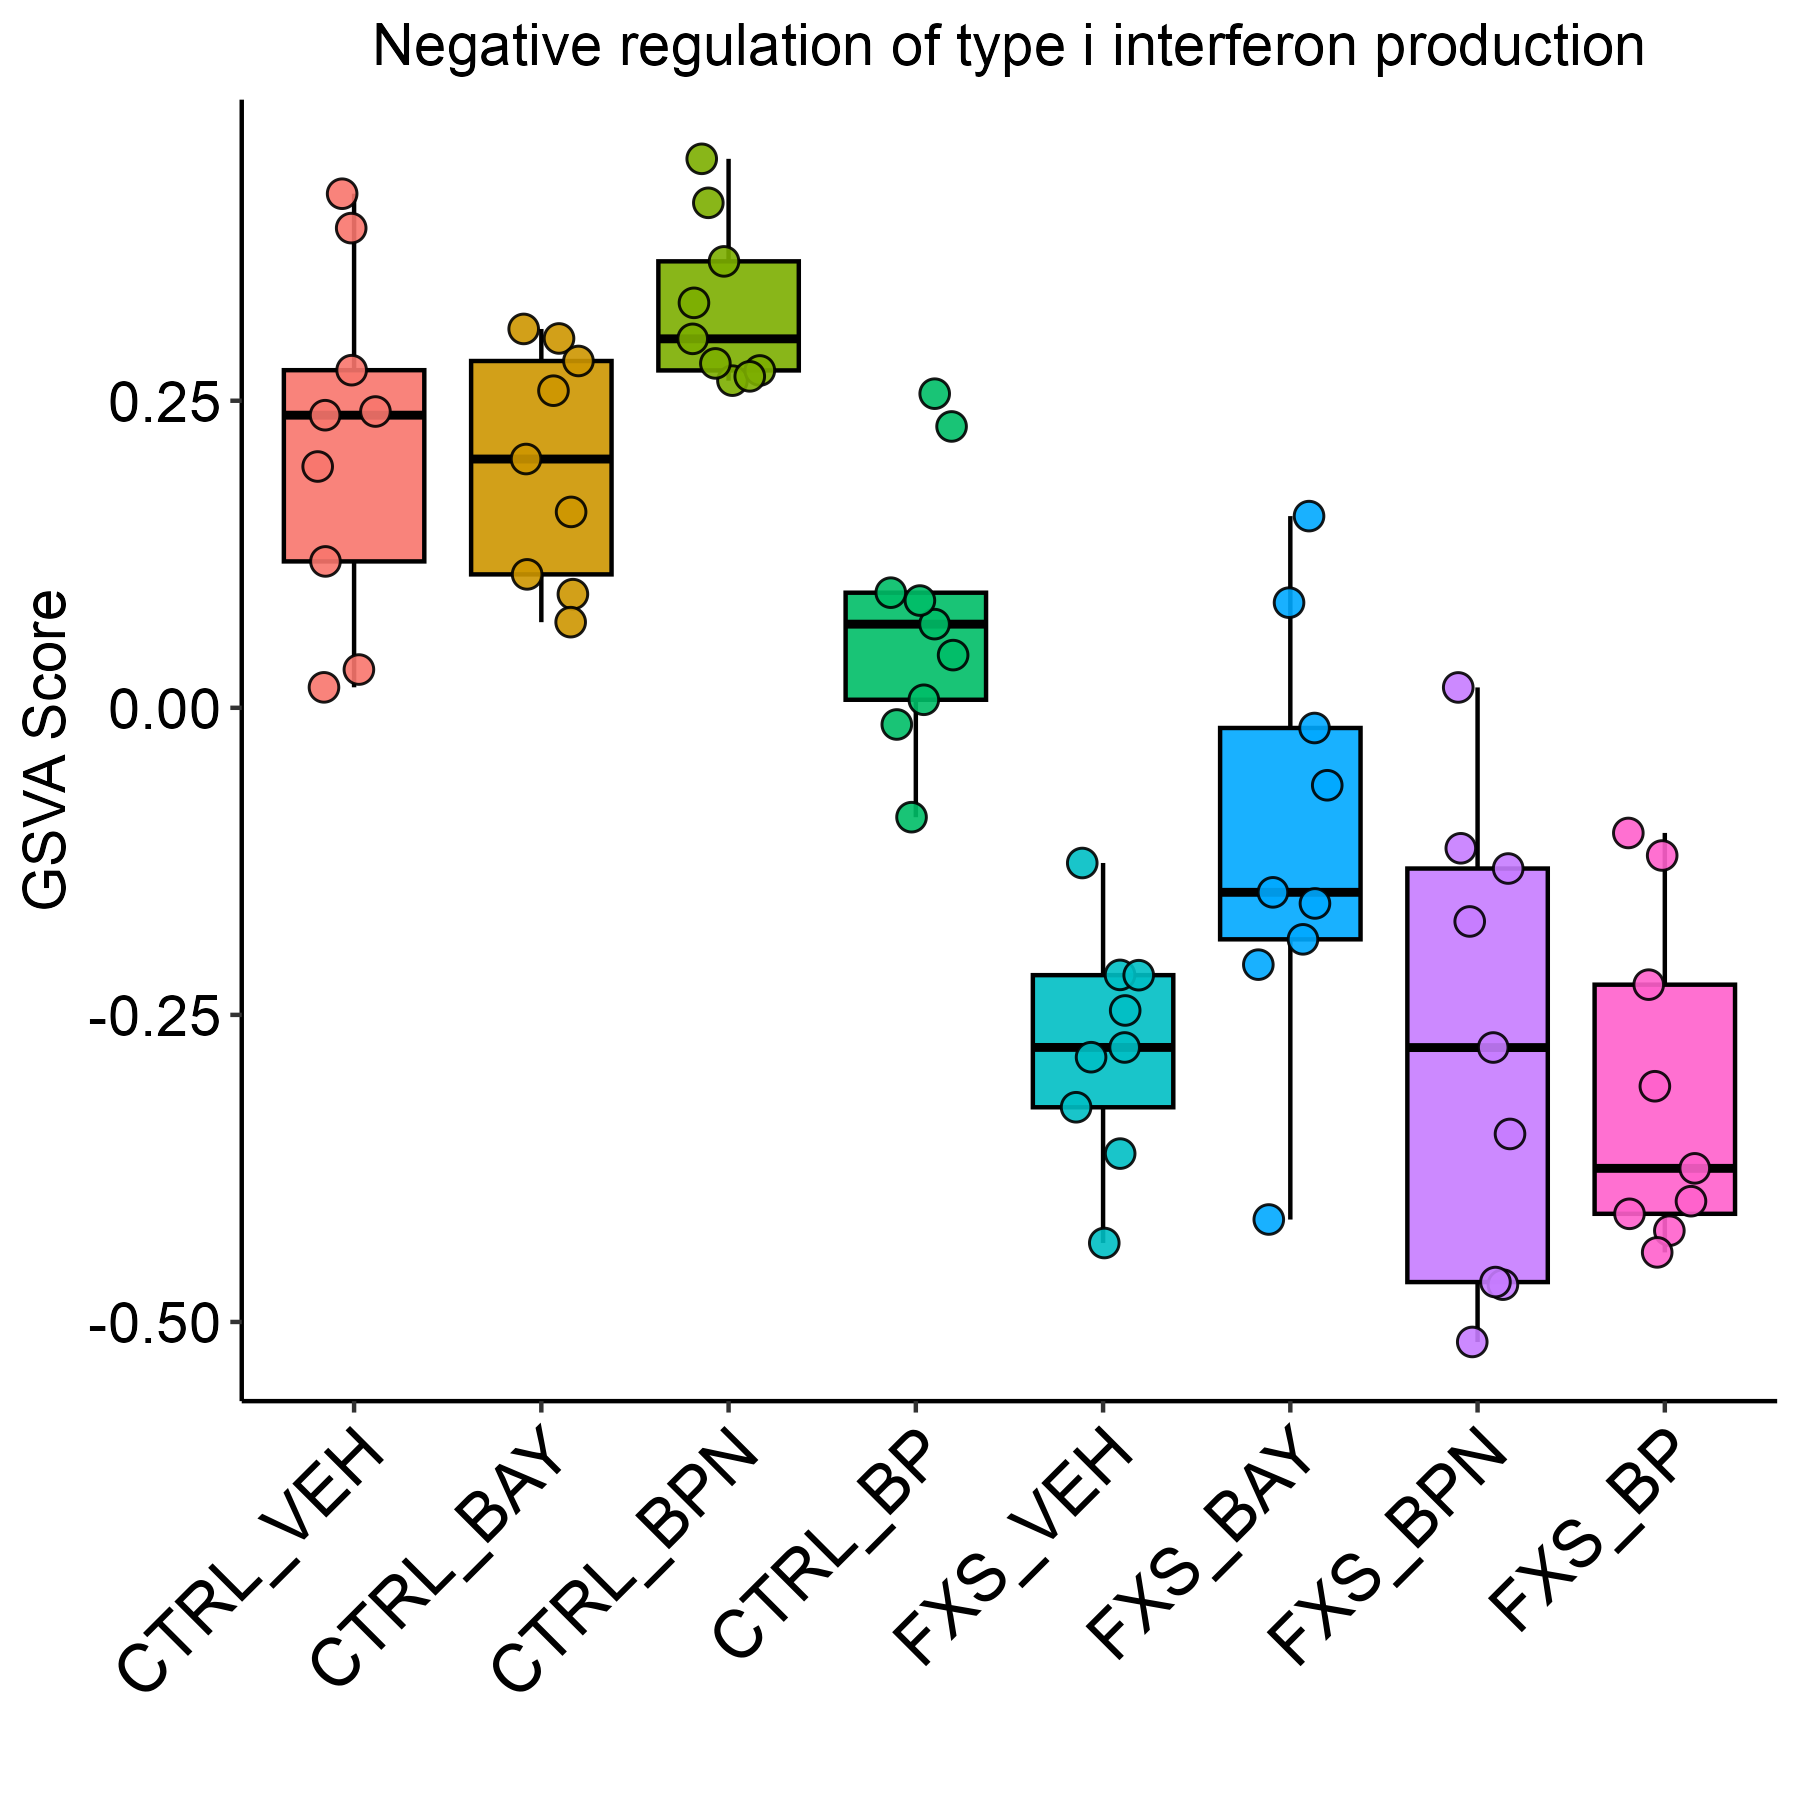 Negative regulation of type i interferon production
GSVA Score
0.25
0.00
-0.25
-0.50
CTRL_VEH
CTRL_BAY
CTRL_BPN
CTRL_BP
FXS_VEH
FXS_BAY
FXS_BPN
FXS_BP